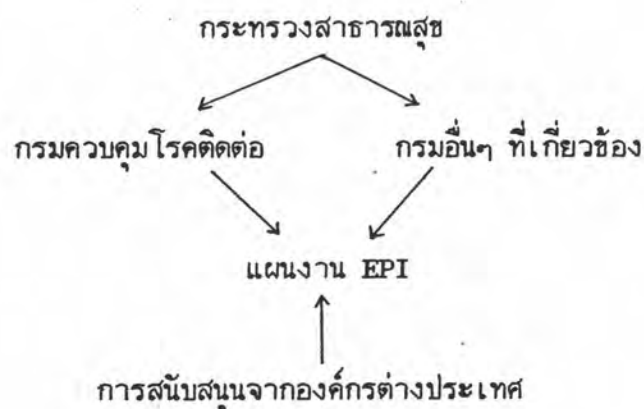 กระทรวงสาธารณสุข
กรมควบคุมโรคติดต่อ กรมอื่นๆ ที่เกี่ยวข้อง
แผนงาน EPI
การสนับสนุนจากองค์กรต่างประเทศ